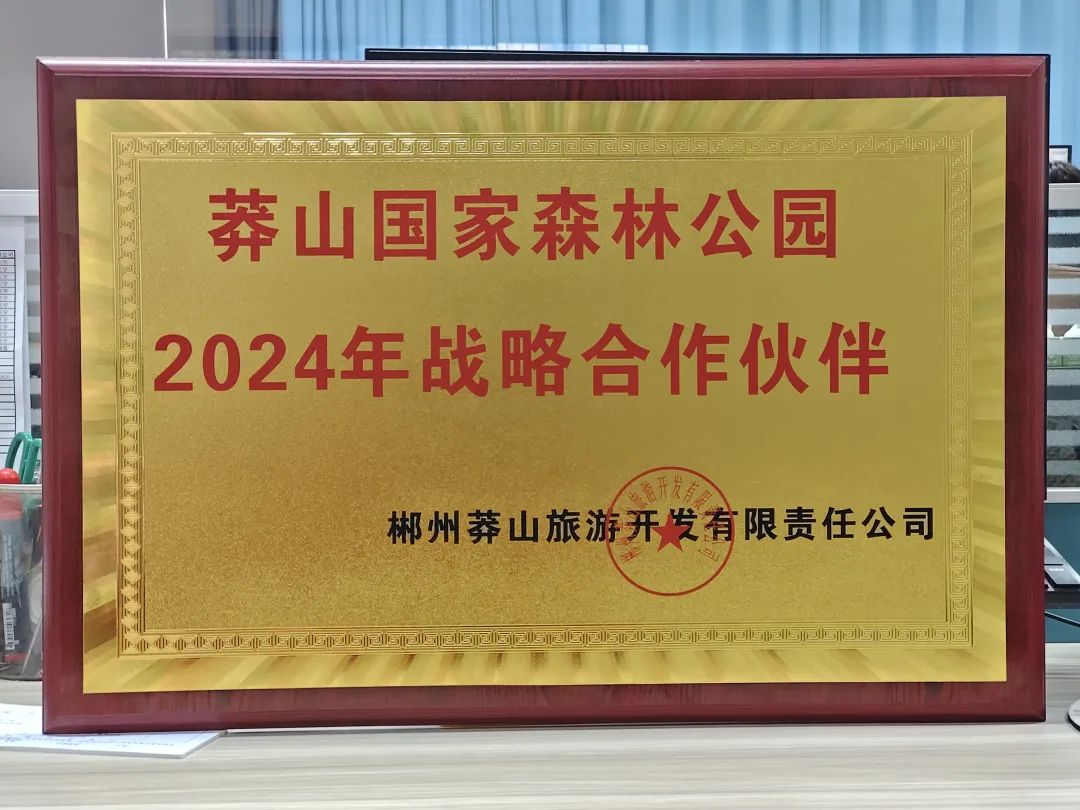 莽山国家森林公园
2024年战略合作伙伴
郴州莽山旅游开发有限责任公司